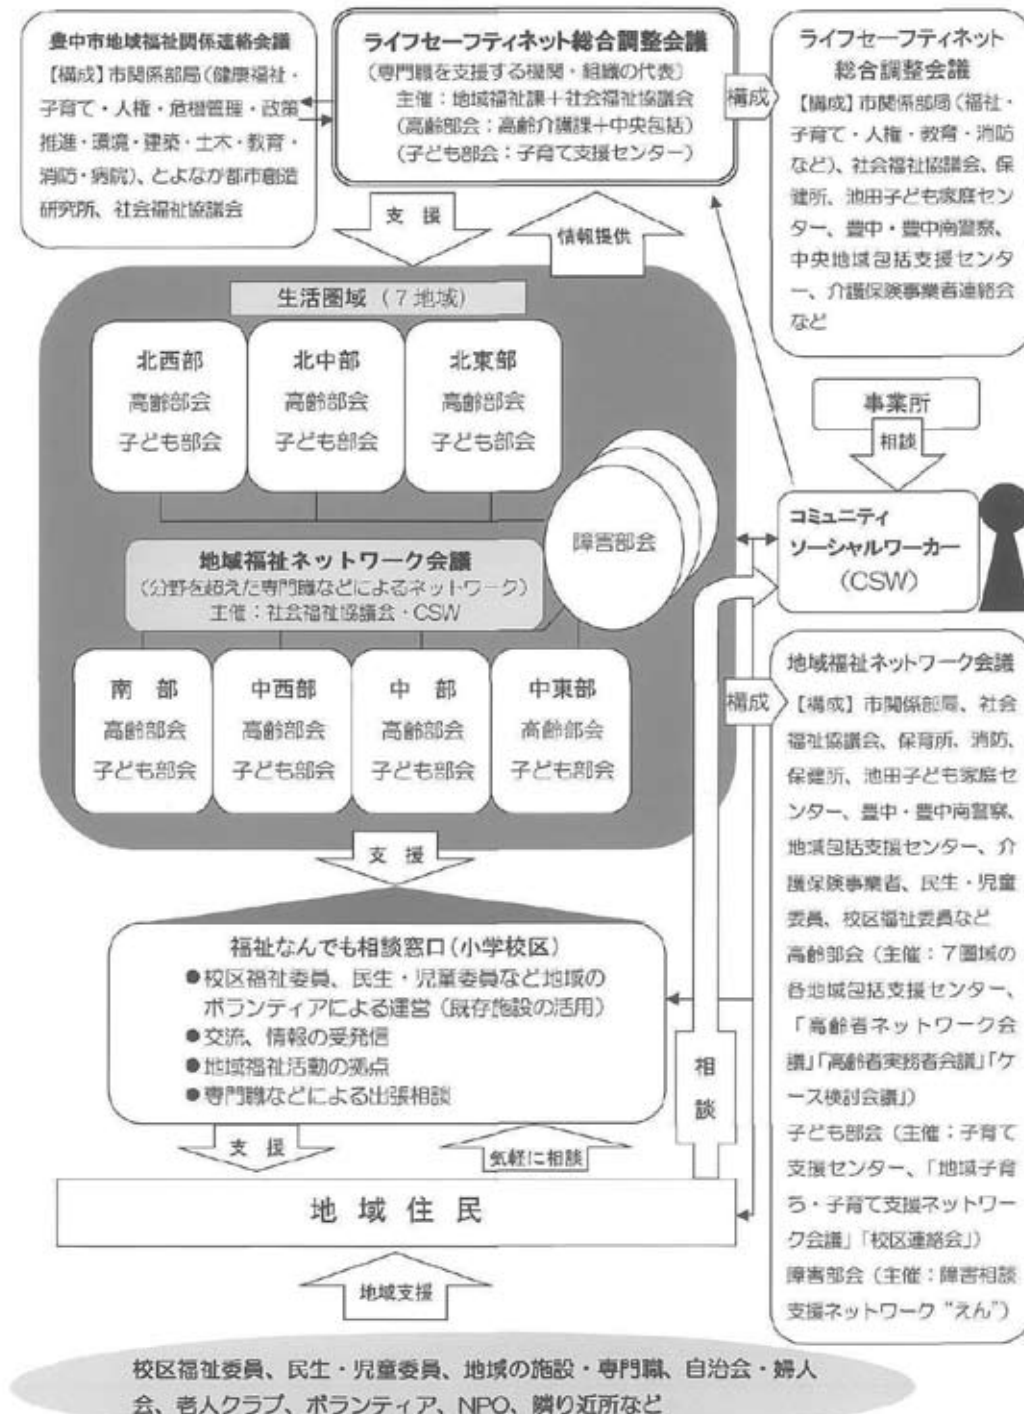 豊中市地域福祉関係連絡会議
【構成】市関係部局（健康福祉・
子育て・人権・危機管理・政策
推進・環境・建築・土木・教育・
消防・病院）、とよなか都市創造
研究所、社会福祉協議会
ライフセーフティネット総合調整会議
（専門職を支援する機関・組織の代表）
主催：地域福祉課＋社会福祉協議会
（高齢部会：高齢介護課＋中央包括）
（子ども部会：子育て支援センター）
構成
ライフセーフティネット
総合調整会議
【構成】市関係部局（福祉・
子育て・人権・教育・消防
など）、社会福祉協議会、保
健所、池田子ども家庭セン
ター、豊中・豊中南警察、
中央地域包括支援センタ
ー、介護保険事業者連絡会
など
支 援
情報提供
生活圏域（７地域）
北西部
高齢部会
子ども部会
北中部
高齢部会
子ども部会
北東部
高齢部会
子ども部会
障害部会
地域福祉ネットワーク会議
（分野を超えた専門職などによるネットワーク）
主催：社会福祉協議会・CSW
南 部
高齢部会
子ども部会
中西部
高齢部会
子ども部会
中 部
高齢部会
子ども部会
中東部
高齢部会
子ども部会
事業所
相談
コミュニティ
ソーシャルワーカー
（CSW）
構成
地域福祉ネットワーク会議
【構成】市関係部局、社会
福祉協議会、保育所、消防、
保健所、池田子ども家庭セ
ンター、豊中・豊中南警察、
地域包括支援センター、介
護保険事業者、民生・児童
委員、校区福祉委員など
高齢部会（主催：７圏域の
各地域包括支援センター、
「高齢者ネットワーク会
議」「高齢者実務者会議」「ケ
ース検討会議」）
子ども部会（主催：子育て
支援センター、「地域子育
ち・子育て支援ネットワー
ク会議」「校区連絡会」）
障害部会（主催：障害相談
支援ネットワーク“えん”）
支 援
福祉なんでも相談窓口（小学校区）
●校区福祉委員、民生・児童委員など地域の
ボランティアによる運営（既存施設の活用）
●交流、情報の受発信
●地域福祉活動の拠点
●専門職などによる出張相談
相談
支 援
気軽に相談
地 域 住 民
地域支援
校区福祉委員、民生・児童委員、地域の施設・専門職、自治会・婦人
会、老人クラブ、ボランティア、NPO、隣り近所など